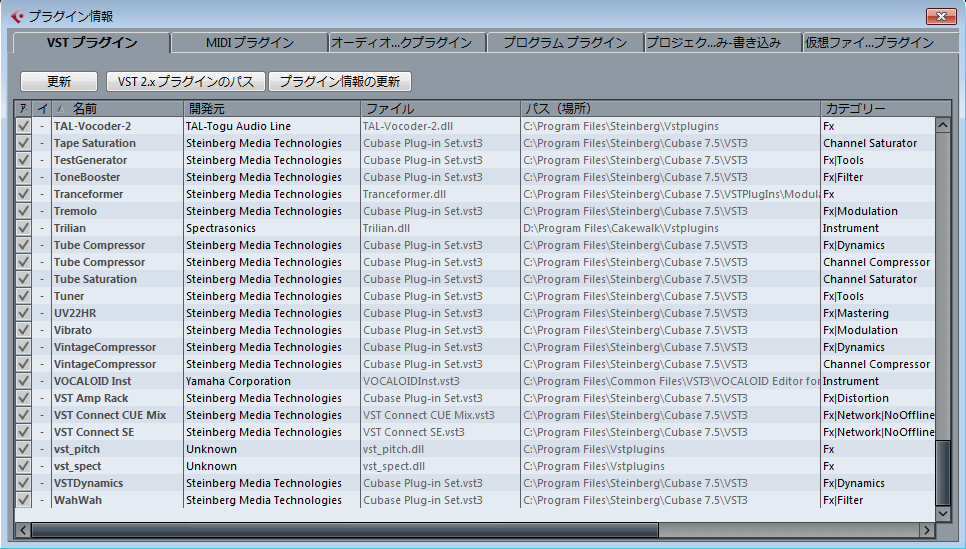 プラグイン情報
VST プラグイン MIDI プラグイン オーディオ...クプラグイン プログラム プラグイン プロジェク...み-書き込み 仮想ファイ...プラグイン
更新 VST 2.x プラグインのパス プラグイン情報の更新
ア イ 名前 開発元 ファイル パス（場所） カテゴリー
- TAL-Vocoder-2 TAL-Togu Audio Line TAL-Vocoder-2.dll C:\Program Files\Steinberg\Vstplugins Fx
- Tape Saturation Steinberg Media Technologies Cubase Plug-in Set.vst3 C:\Program Files\Steinberg\Cubase 7.5\VST3 Channel Saturator
- TestGenerator Steinberg Media Technologies Cubase Plug-in Set.vst3 C:\Program Files\Steinberg\Cubase 7.5\VST3 Fx|Tools
- ToneBooster Steinberg Media Technologies Cubase Plug-in Set.vst3 C:\Program Files\Steinberg\Cubase 7.5\VST3 Fx|Filter
- Tranceformer Steinberg Media Technologies Tranceformer.dll C:\Program Files\Steinberg\Cubase 7.5\VSTPlugIns\Modula Fx
- Tremolo Steinberg Media Technologies Cubase Plug-in Set.vst3 C:\Program Files\Steinberg\Cubase 7.5\VST3 Fx|Modulation
- Trilian Spectrasonics Trilian.dll D:\Program Files\Cakewalk\Vstplugins Instrument
- Tube Compressor Steinberg Media Technologies Cubase Plug-in Set.vst3 C:\Program Files\Steinberg\Cubase 7.5\VST3 Fx|Dynamics
- Tube Compressor Steinberg Media Technologies Cubase Plug-in Set.vst3 C:\Program Files\Steinberg\Cubase 7.5\VST3 Channel Compressor
- Tube Saturation Steinberg Media Technologies Cubase Plug-in Set.vst3 C:\Program Files\Steinberg\Cubase 7.5\VST3 Channel Saturator
- Tuner Steinberg Media Technologies Cubase Plug-in Set.vst3 C:\Program Files\Steinberg\Cubase 7.5\VST3 Fx|Tools
- UV22HR Steinberg Media Technologies Cubase Plug-in Set.vst3 C:\Program Files\Steinberg\Cubase 7.5\VST3 Fx|Mastering
- Vibrato Steinberg Media Technologies Cubase Plug-in Set.vst3 C:\Program Files\Steinberg\Cubase 7.5\VST3 Fx|Modulation
- VintageCompressor Steinberg Media Technologies Cubase Plug-in Set.vst3 C:\Program Files\Steinberg\Cubase 7.5\VST3 Fx|Dynamics
- VintageCompressor Steinberg Media Technologies Cubase Plug-in Set.vst3 C:\Program Files\Steinberg\Cubase 7.5\VST3 Channel Compressor
- VOCALOID Inst Yamaha Corporation VOCALOIDInst.vst3 C:\Program Files\Common Files\VST3\VOCALOID Editor for Instrument
- VST Amp Rack Steinberg Media Technologies Cubase Plug-in Set.vst3 C:\Program Files\Steinberg\Cubase 7.5\VST3 Fx|Distortion
- VST Connect CUE Mix Steinberg Media Technologies VST Connect CUE Mix.vst3 C:\Program Files\Steinberg\Cubase 7.5\VST3 Fx|Network|NoOffline
- VST Connect SE Steinberg Media Technologies VST Connect SE.vst3 C:\Program Files\Steinberg\Cubase 7.5\VST3 Fx|Network|NoOffline
- vst_pitch Unknown vst_pitch.dll C:\Program Files\Vstplugins Fx
- vst_spect Unknown vst_spect.dll C:\Program Files\Vstplugins Fx
- VSTDynamics Steinberg Media Technologies Cubase Plug-in Set.vst3 C:\Program Files\Steinberg\Cubase 7.5\VST3 Fx|Dynamics
- WahWah Steinberg Media Technologies Cubase Plug-in Set.vst3 C:\Program Files\Steinberg\Cubase 7.5\VST3 Fx|Filter